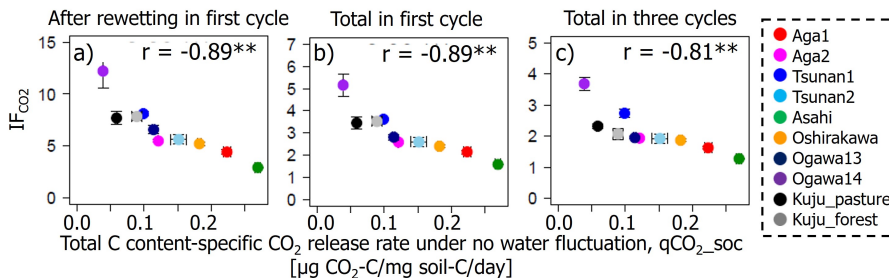 After rewetting in first cycle
Total in first cycle
Total in three cycles
a)
r = -0.89**
b)
r = -0.89**
c)
r = -0.81**
IF_CO2
15
10
5
0
7
6
5
4
3
2
1
0
5
4
3
2
1
0
0.0
0.1
0.2
0.0
0.1
0.2
0.0
0.1
0.2
Total C content-specific CO₂ release rate under no water fluctuation, qCO₂_soc
[µg CO₂-C/mg soil-C/day]
Aga1
Aga2
Tsunan1
Tsunan2
Asahi
Oshirakawa
Ogawa13
Ogawa14
Kuju_pasture
Kuju_forest